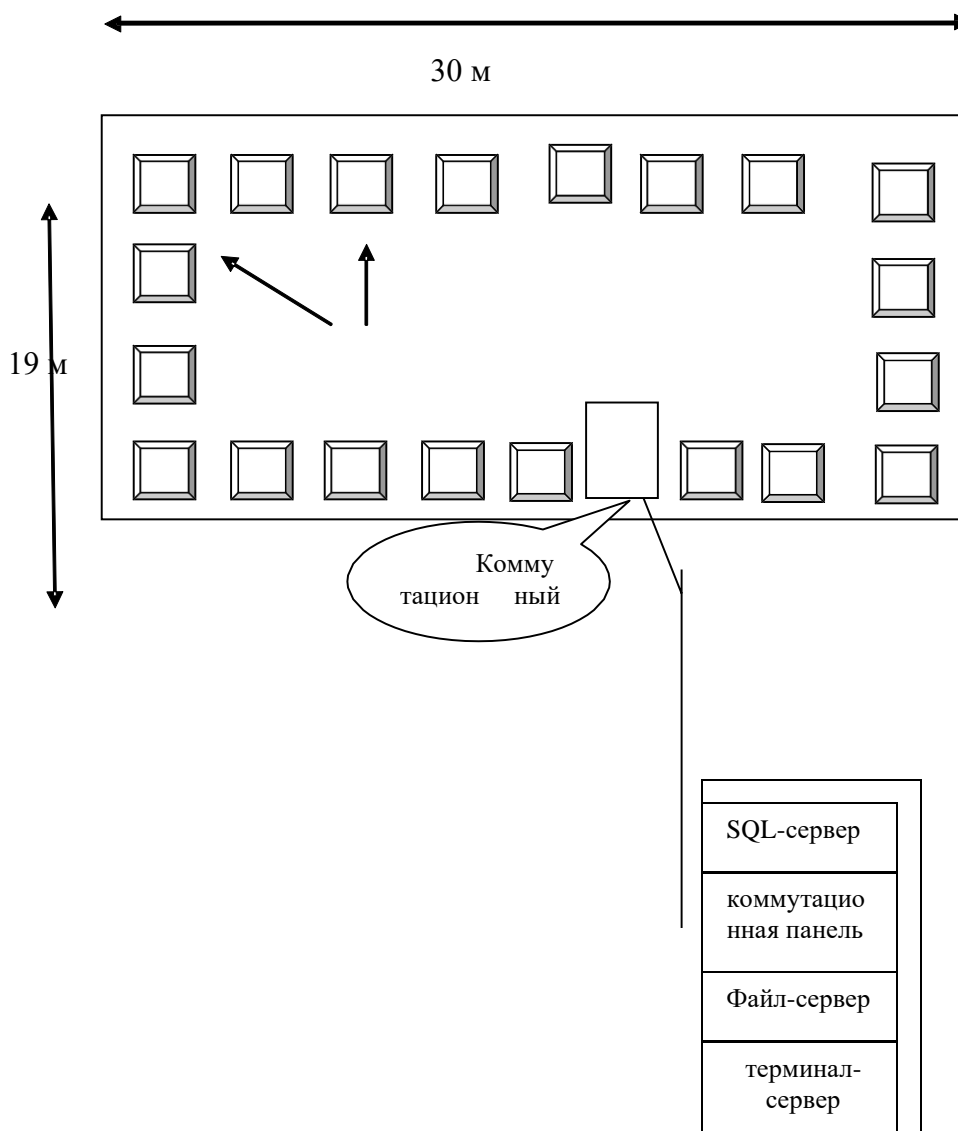 30 м
19 м
Комму
тацион ный
SQL-сервер
коммутацио
нная панель
Файл-сервер
терминал-
сервер